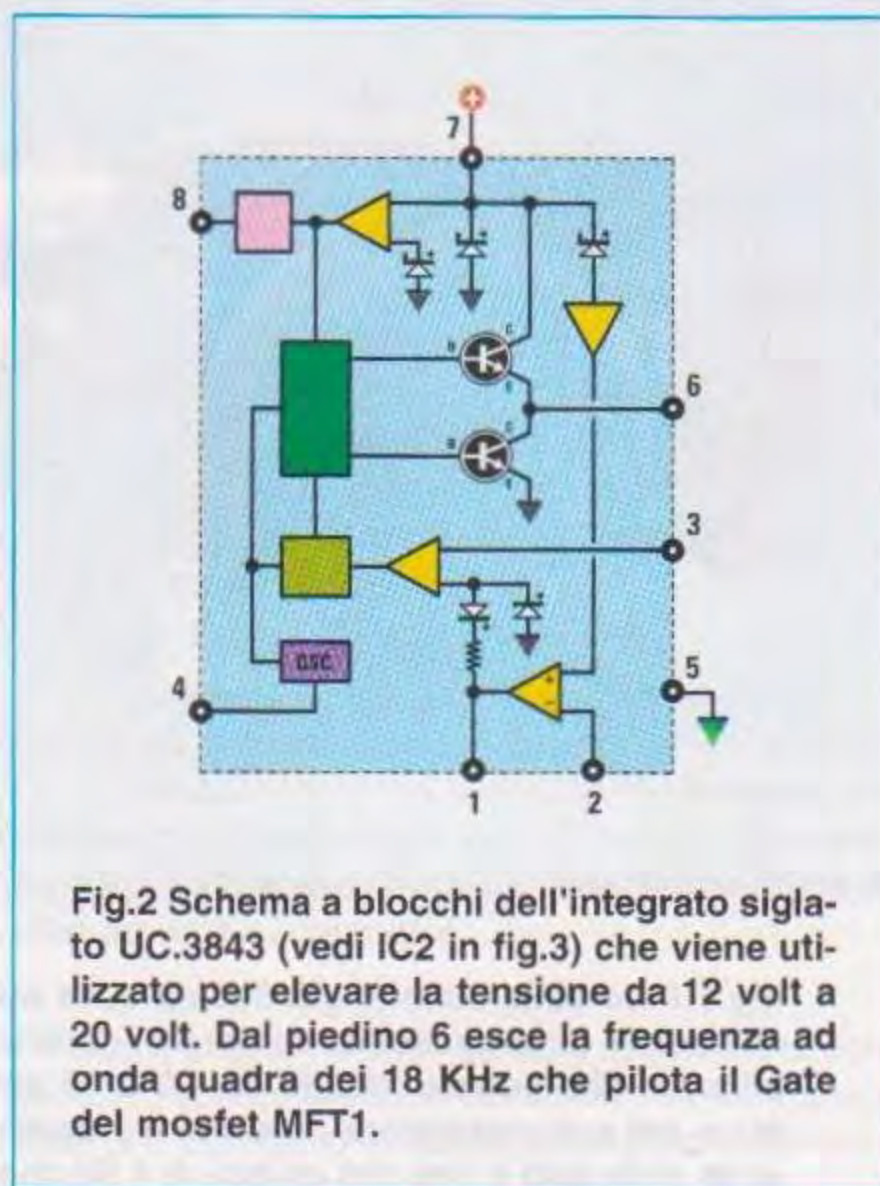 7
8
B
C
E
6
B
C
E
3
+
OSC
5
4
-
1
2
Fig.2 Schema a blocchi dell'integrato sigla-
to UC.3843 (vedi IC2 in fig.3) che viene uti-
lizzato per elevare la tensione da 12 volt a
20 volt. Dal piedino 6 esce la frequenza ad
onda quadra dei 18 KHz che pilota il Gate
del mosfet MFT1.